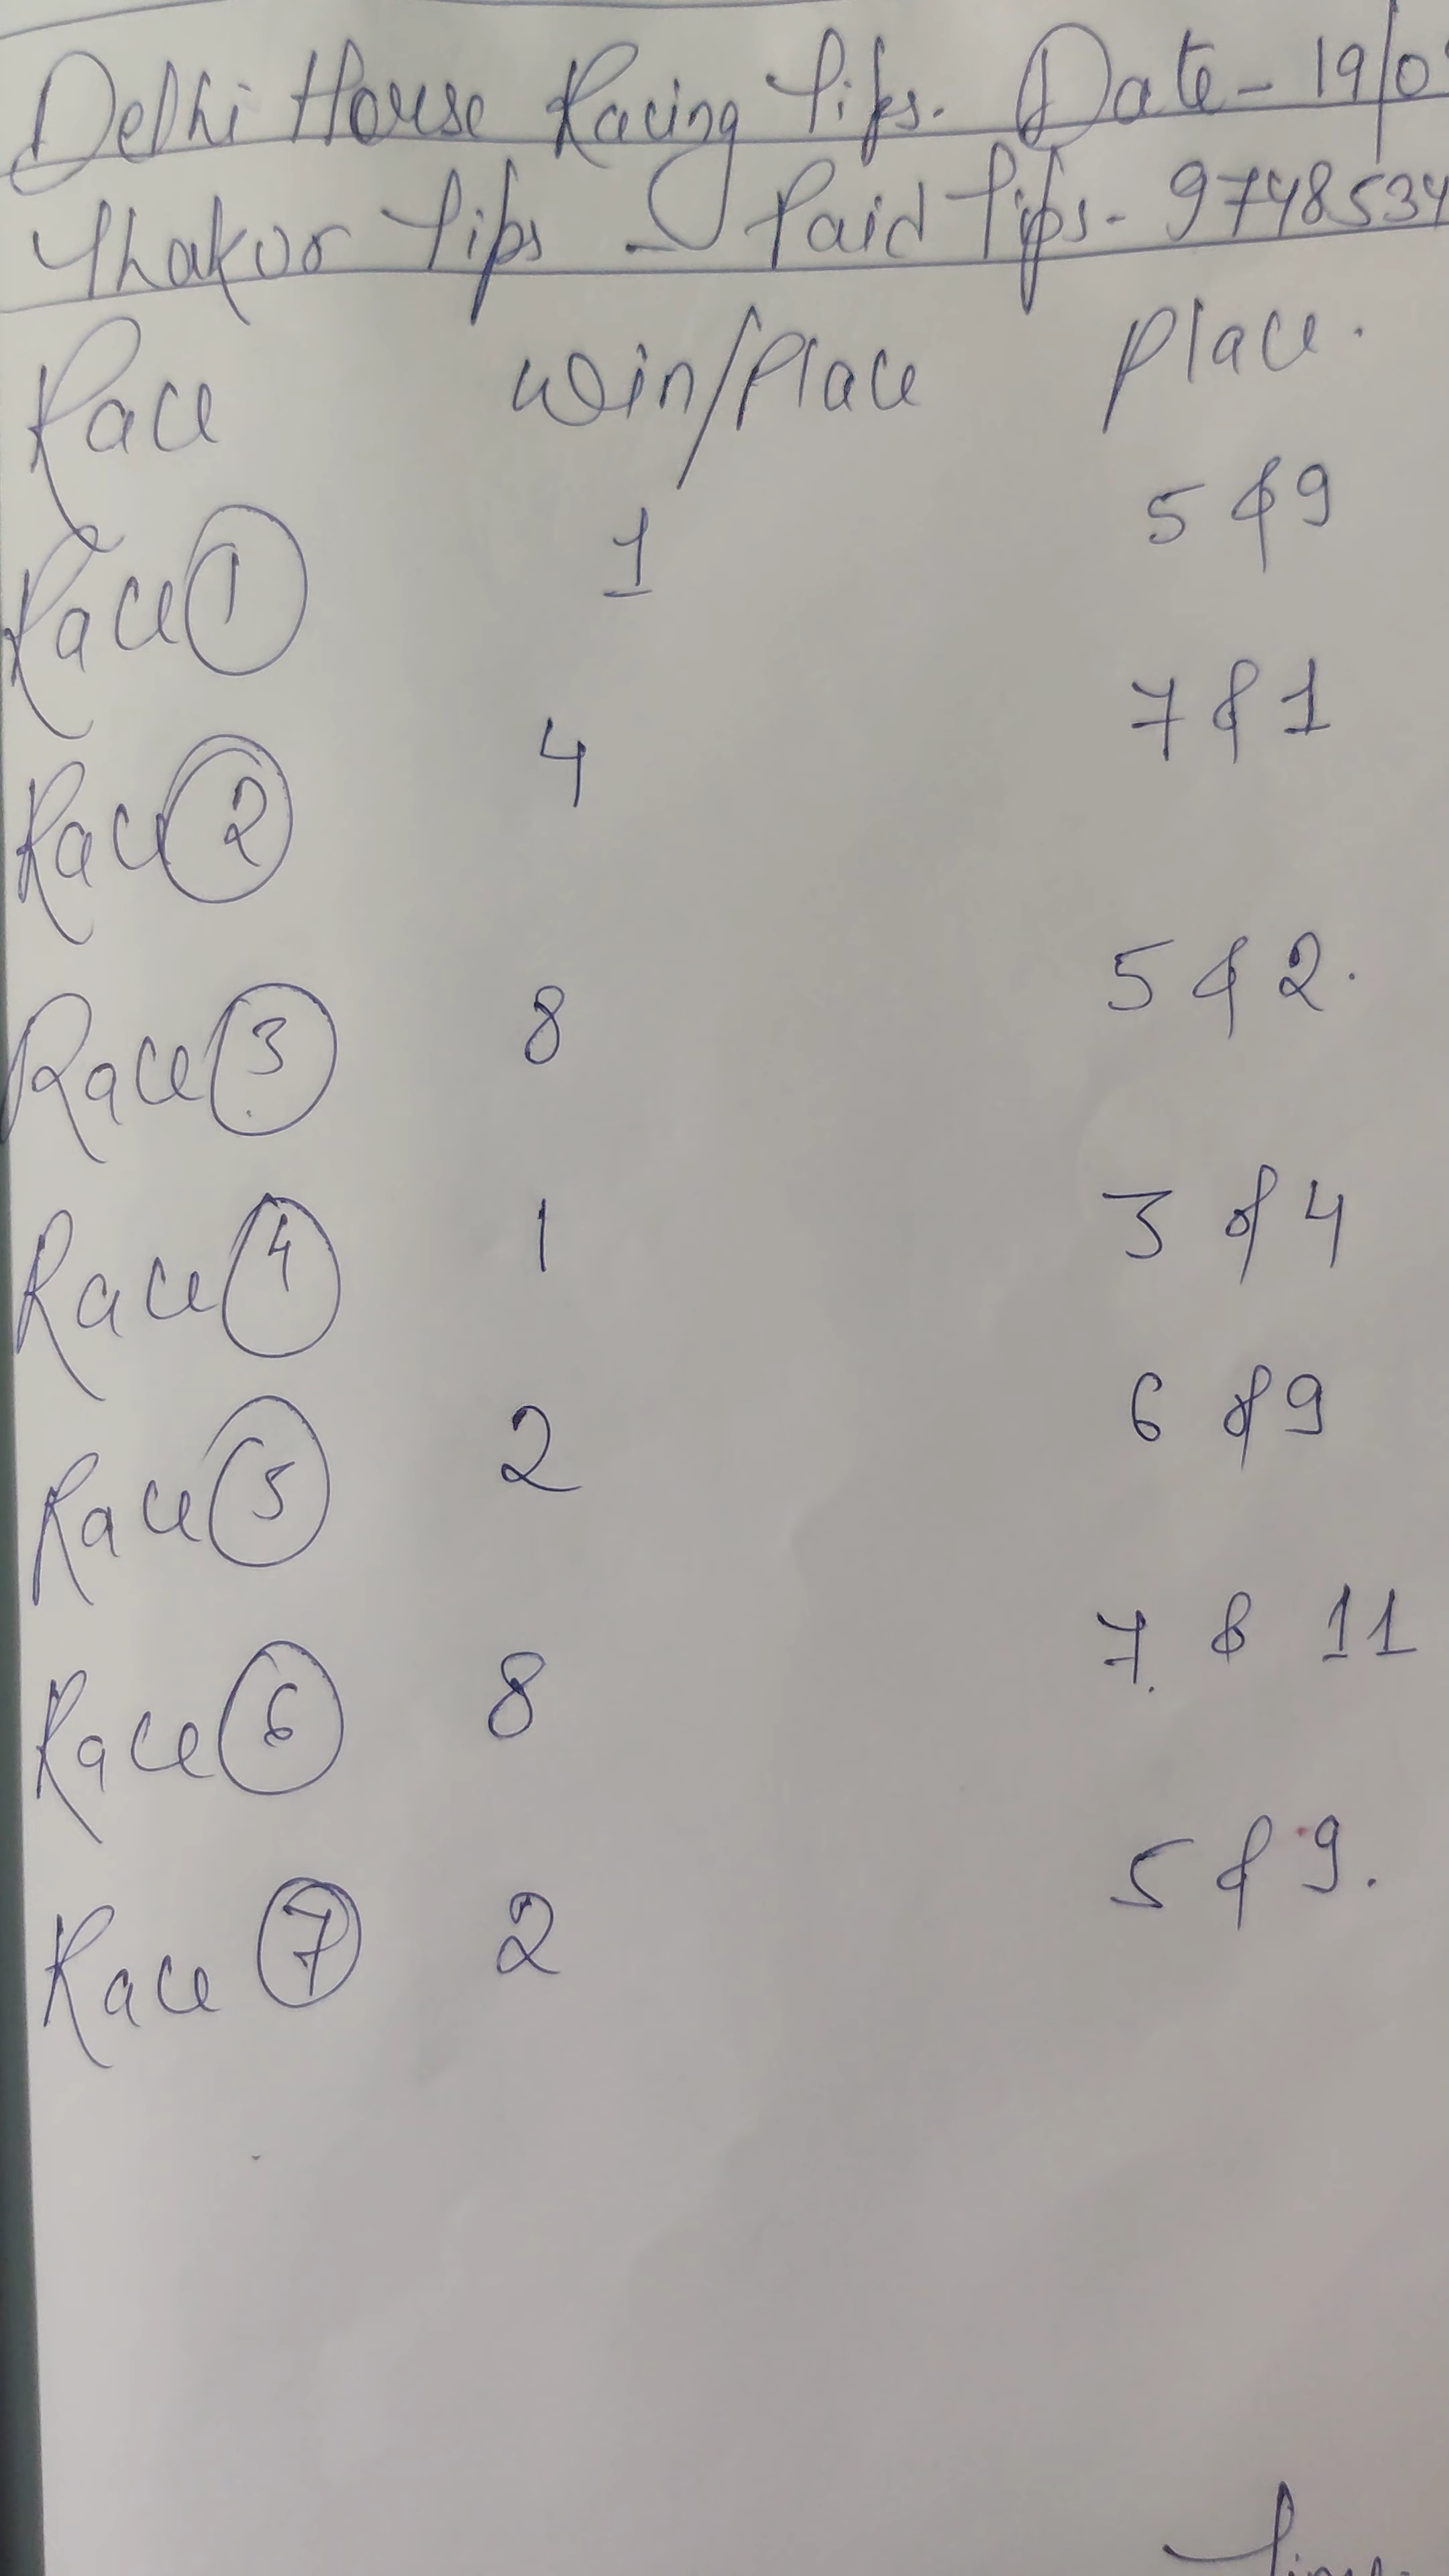 Delhi Horse Racing Tips. Date - 19/0
Thakur Tips - Paid Tips - 9748534
Race Win/Place Place.
Race 1 1 5 & 9
Race 2 4 7 & 1
Race 3 8 5 & 2.
Race 4 1 3 & 4
Race 5 2 6 & 9
Race 6 8 7 & 11
Race 7 2 5 & 9.